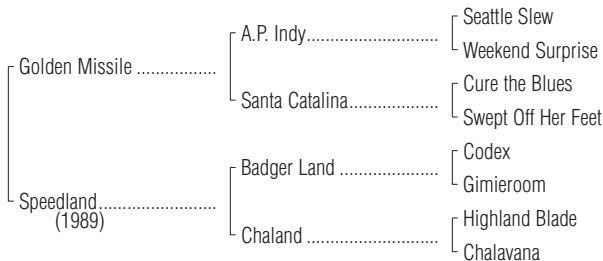 Seattle Slew
A.P. Indy........................
Weekend Surprise
Golden Missile .................
Cure the Blues
Santa Catalina.....................
Swept Off Her Feet
Codex
Badger Land .......................
Gimieroom
Speedland.........................
(1989)
Highland Blade
Chaland ..............................
Chalavana